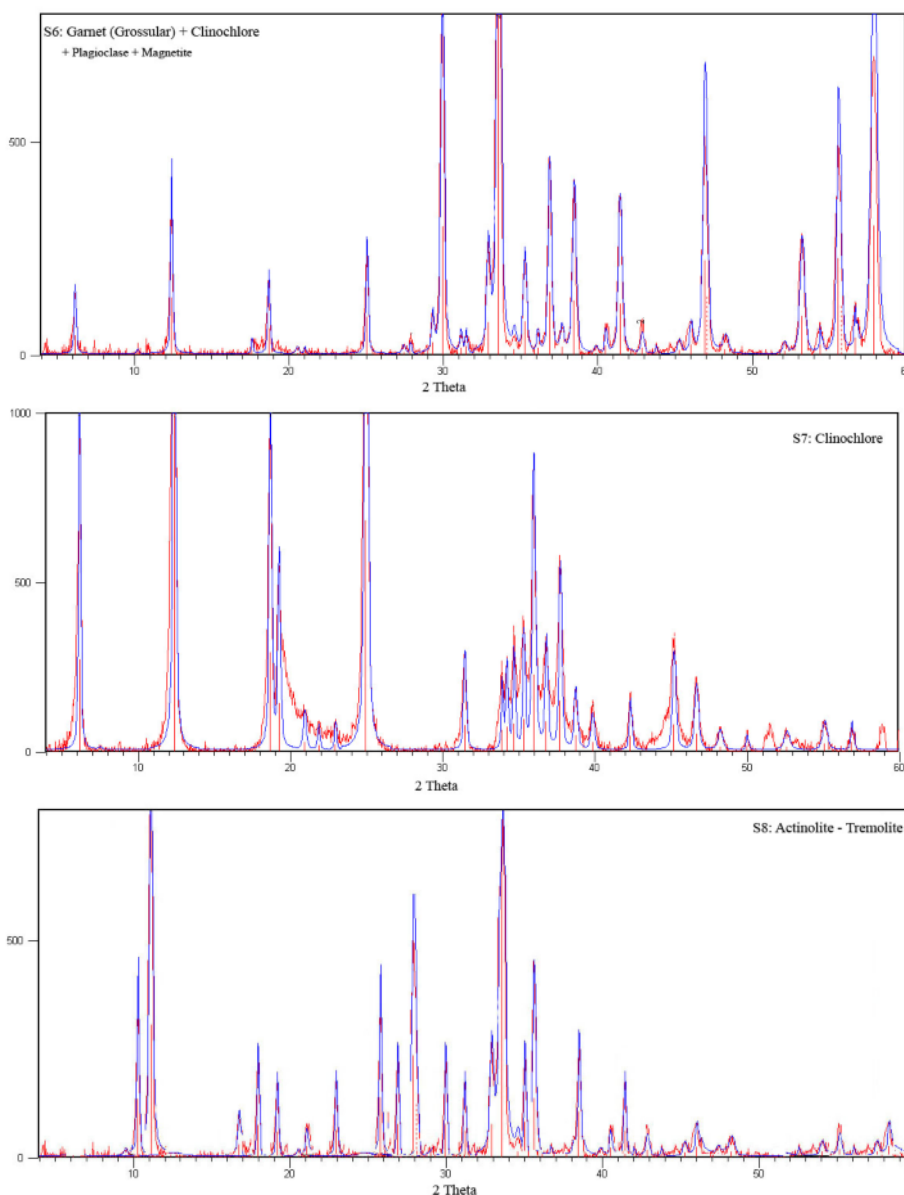 S6: Garnet (Grossular) + Clinochlore
+ Plagioclase + Magnetite
500
0
10 20 30 40 50 60
2 Theta
1000
S7: Clinochlore
500
0
10 20 30 40 50 60
2 Theta
S8: Actinolite - Tremolite
500
0
10 20 30 40 50
2 Theta